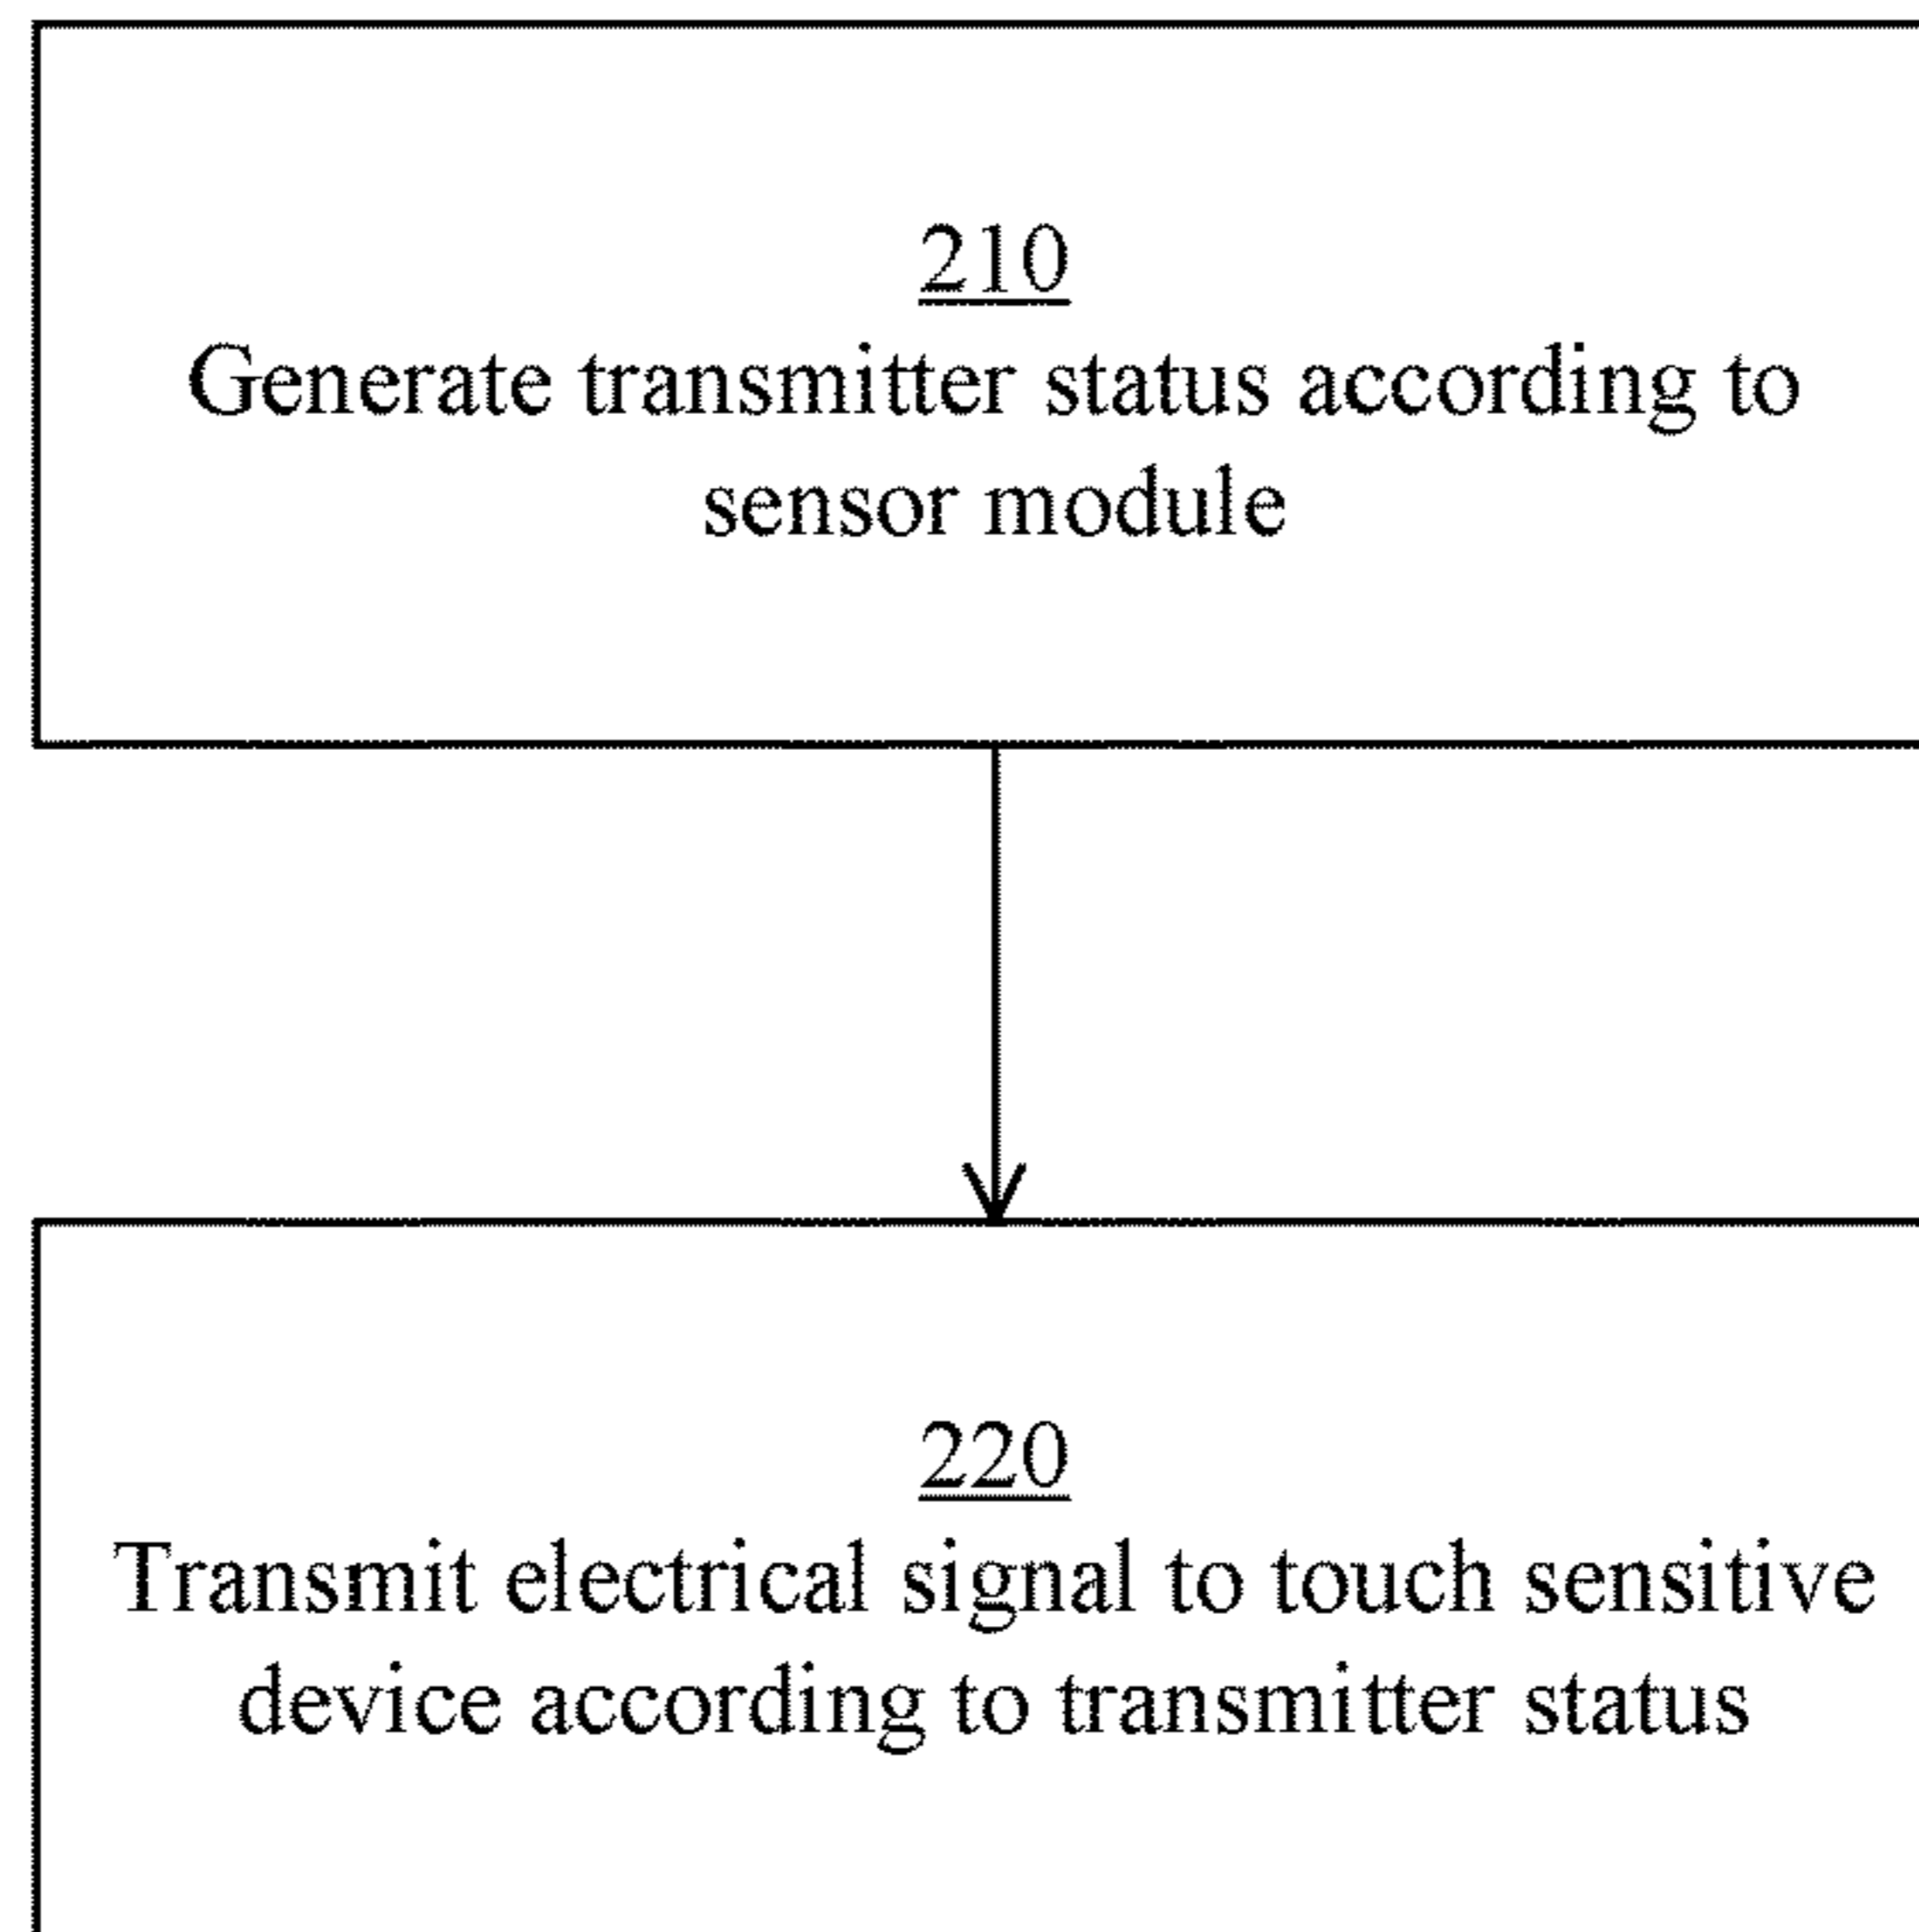 210
Generate transmitter status according to
sensor module
220
Transmit electrical signal to touch sensitive
device according to transmitter status